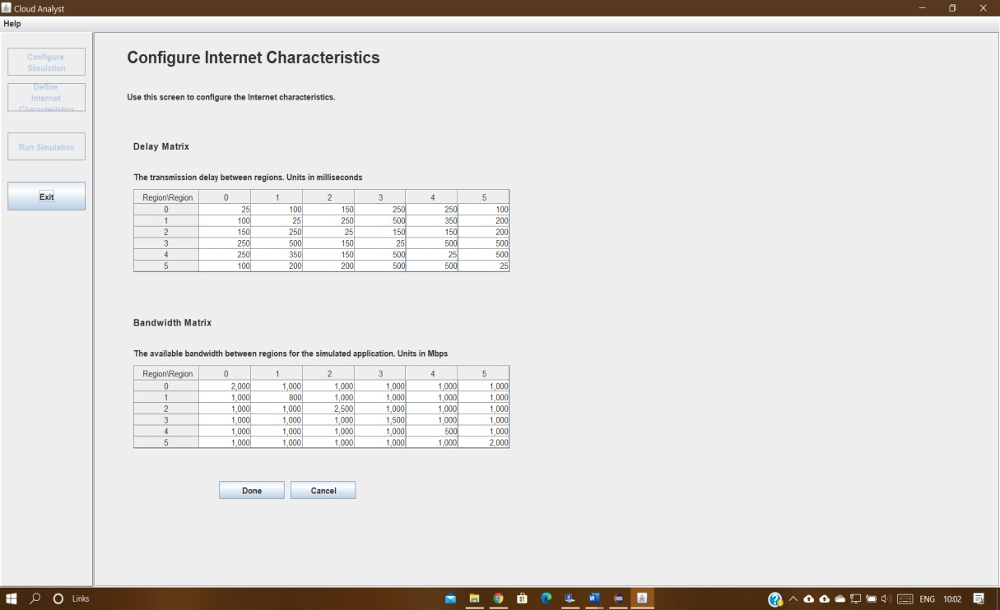 Cloud Analyst
Help
Configure
Simulation
Define
Internet
Characteristics
Run Simulation
Exit
Configure Internet Characteristics
Use this screen to configure the Internet characteristics.
Delay Matrix
The transmission delay between regions. Units in milliseconds
Region\Region 0 1 2 3 4 5
0 25 100 150 250 250 100
1 100 25 250 500 350 200
2 150 250 25 150 150 200
3 250 500 150 25 500 500
4 250 350 150 500 25 500
5 100 200 200 500 500 25
Bandwidth Matrix
The available bandwidth between regions for the simulated application. Units in Mbps
Region\Region 0 1 2 3 4 5
0 2,000 1,000 1,000 1,000 1,000 1,000
1 1,000 800 1,000 1,000 1,000 1,000
2 1,000 1,000 2,500 1,000 1,000 1,000
3 1,000 1,000 1,000 1,500 1,000 1,000
4 1,000 1,000 1,000 1,000 500 1,000
5 1,000 1,000 1,000 1,000 1,000 2,000
Done Cancel
Links ENG 10:02